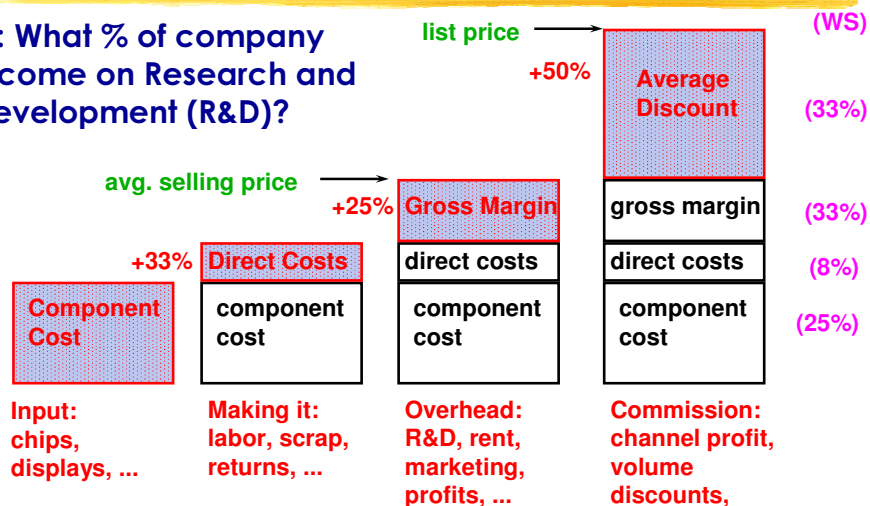 : What % of company
come on Research and
evelopment (R&D)?
list price
(WS)
+50%
Average
Discount
(33%)
avg. selling price
+25%
Gross Margin
gross margin
(33%)
+33%
Direct Costs
direct costs
direct costs
(8%)
Component
Cost
component
cost
component
cost
component
cost
(25%)
Input:
chips,
displays, ...
Making it:
labor, scrap,
returns, ...
Overhead:
R&D, rent,
marketing,
profits, ...
Commission:
channel profit,
volume
discounts,